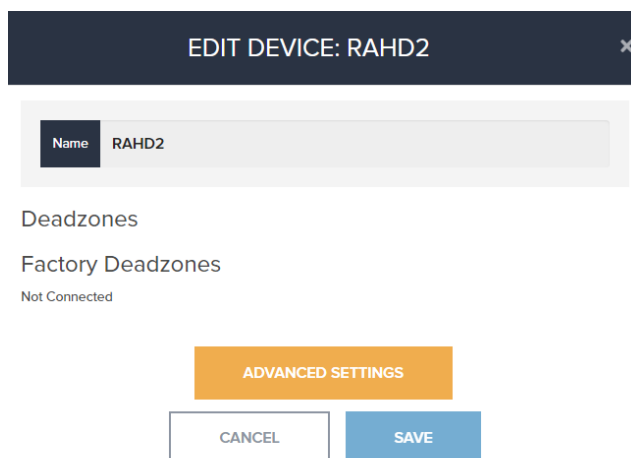 EDIT DEVICE: RAHD2
×
Name RAHD2
Deadzones
Factory Deadzones
Not Connected
ADVANCED SETTINGS
CANCEL SAVE